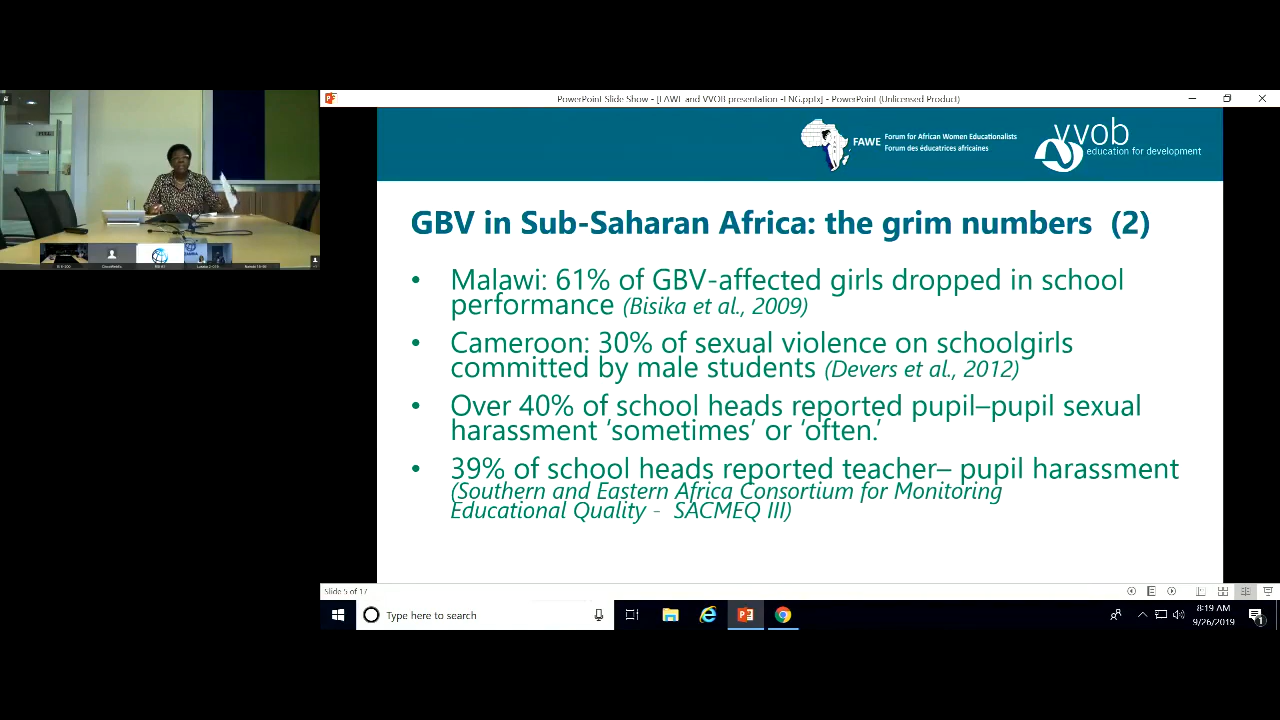 PowerPoint Slide Show - [FAWE and VVOB presentation -ENG.pptx] - PowerPoint (Unlicensed Product)
FAWE
Forum for African Women Educationalists
Forum des éducatrices africaines
vvob
education for development
GBV in Sub-Saharan Africa: the grim numbers (2)
• Malawi: 61% of GBV-affected girls dropped in school
performance (Bisika et al., 2009)
• Cameroon: 30% of sexual violence on schoolgirls
committed by male students (Devers et al., 2012)
• Over 40% of school heads reported pupil–pupil sexual
harassment ‘sometimes’ or ‘often.’
• 39% of school heads reported teacher– pupil harassment
(Southern and Eastern Africa Consortium for Monitoring
Educational Quality - SACMEQ III)
Slide 5 of 17
Type here to search
8:19 AM
9/26/2019